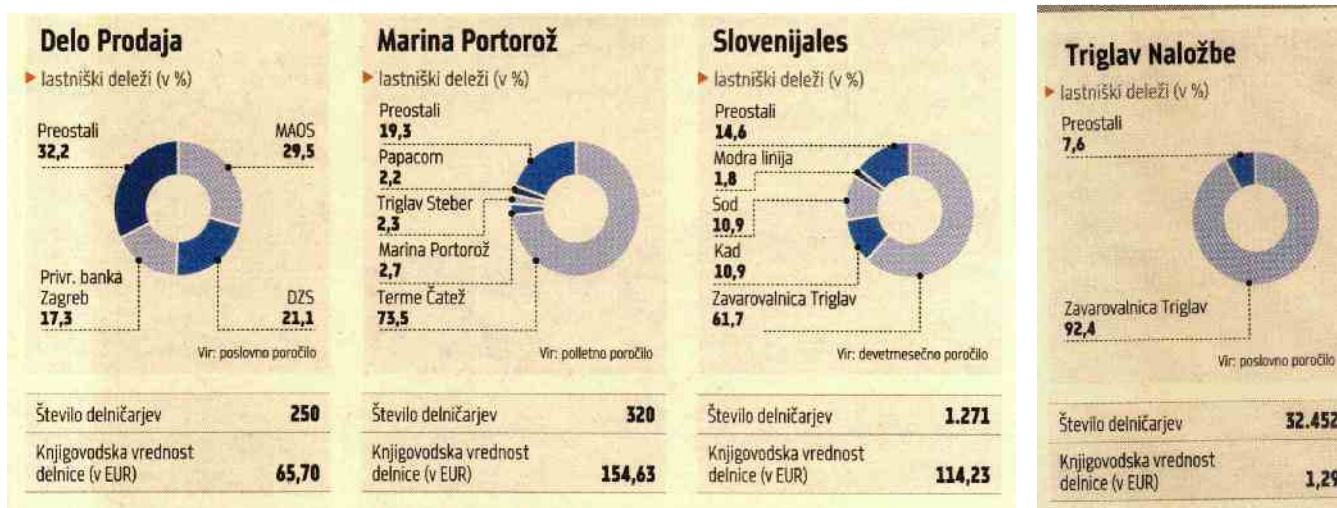 Delo Prodaja
lastniški deleži (v %)
Preostali
32,2
MAOS
29,5
Privr. banka
Zagreb
17,3
DZS
21,1
Vir: poslovno poročilo
Število delničarjev 250
Knjigovodska vrednost
delnice (v EUR) 65,70
Marina Portorož
lastniški deleži (v %)
Preostali
19,3
Papacom
2,2
Triglav Steber
2,3
Marina Portorož
2,7
Terme Čatež
73,5
Vir: polletno poročilo
Število delničarjev 320
Knjigovodska vrednost
delnice (v EUR) 154,63
Slovenijales
lastniški deleži (v %)
Preostali
14,6
Modra linija
1,8
Sod
10,9
Kad
10,9
Zavarovalnica Triglav
61,7
Vir: devetmesečno poročilo
Število delničarjev 1.271
Knjigovodska vrednost
delnice (v EUR) 114,23
Triglav Naložbe
lastniški deleži (v %)
Preostali
7,6
Zavarovalnica Triglav
92,4
Vir: poslovno poročilo
Število delničarjev 32.452
Knjigovodska vrednost
delnice (v EUR) 1,29